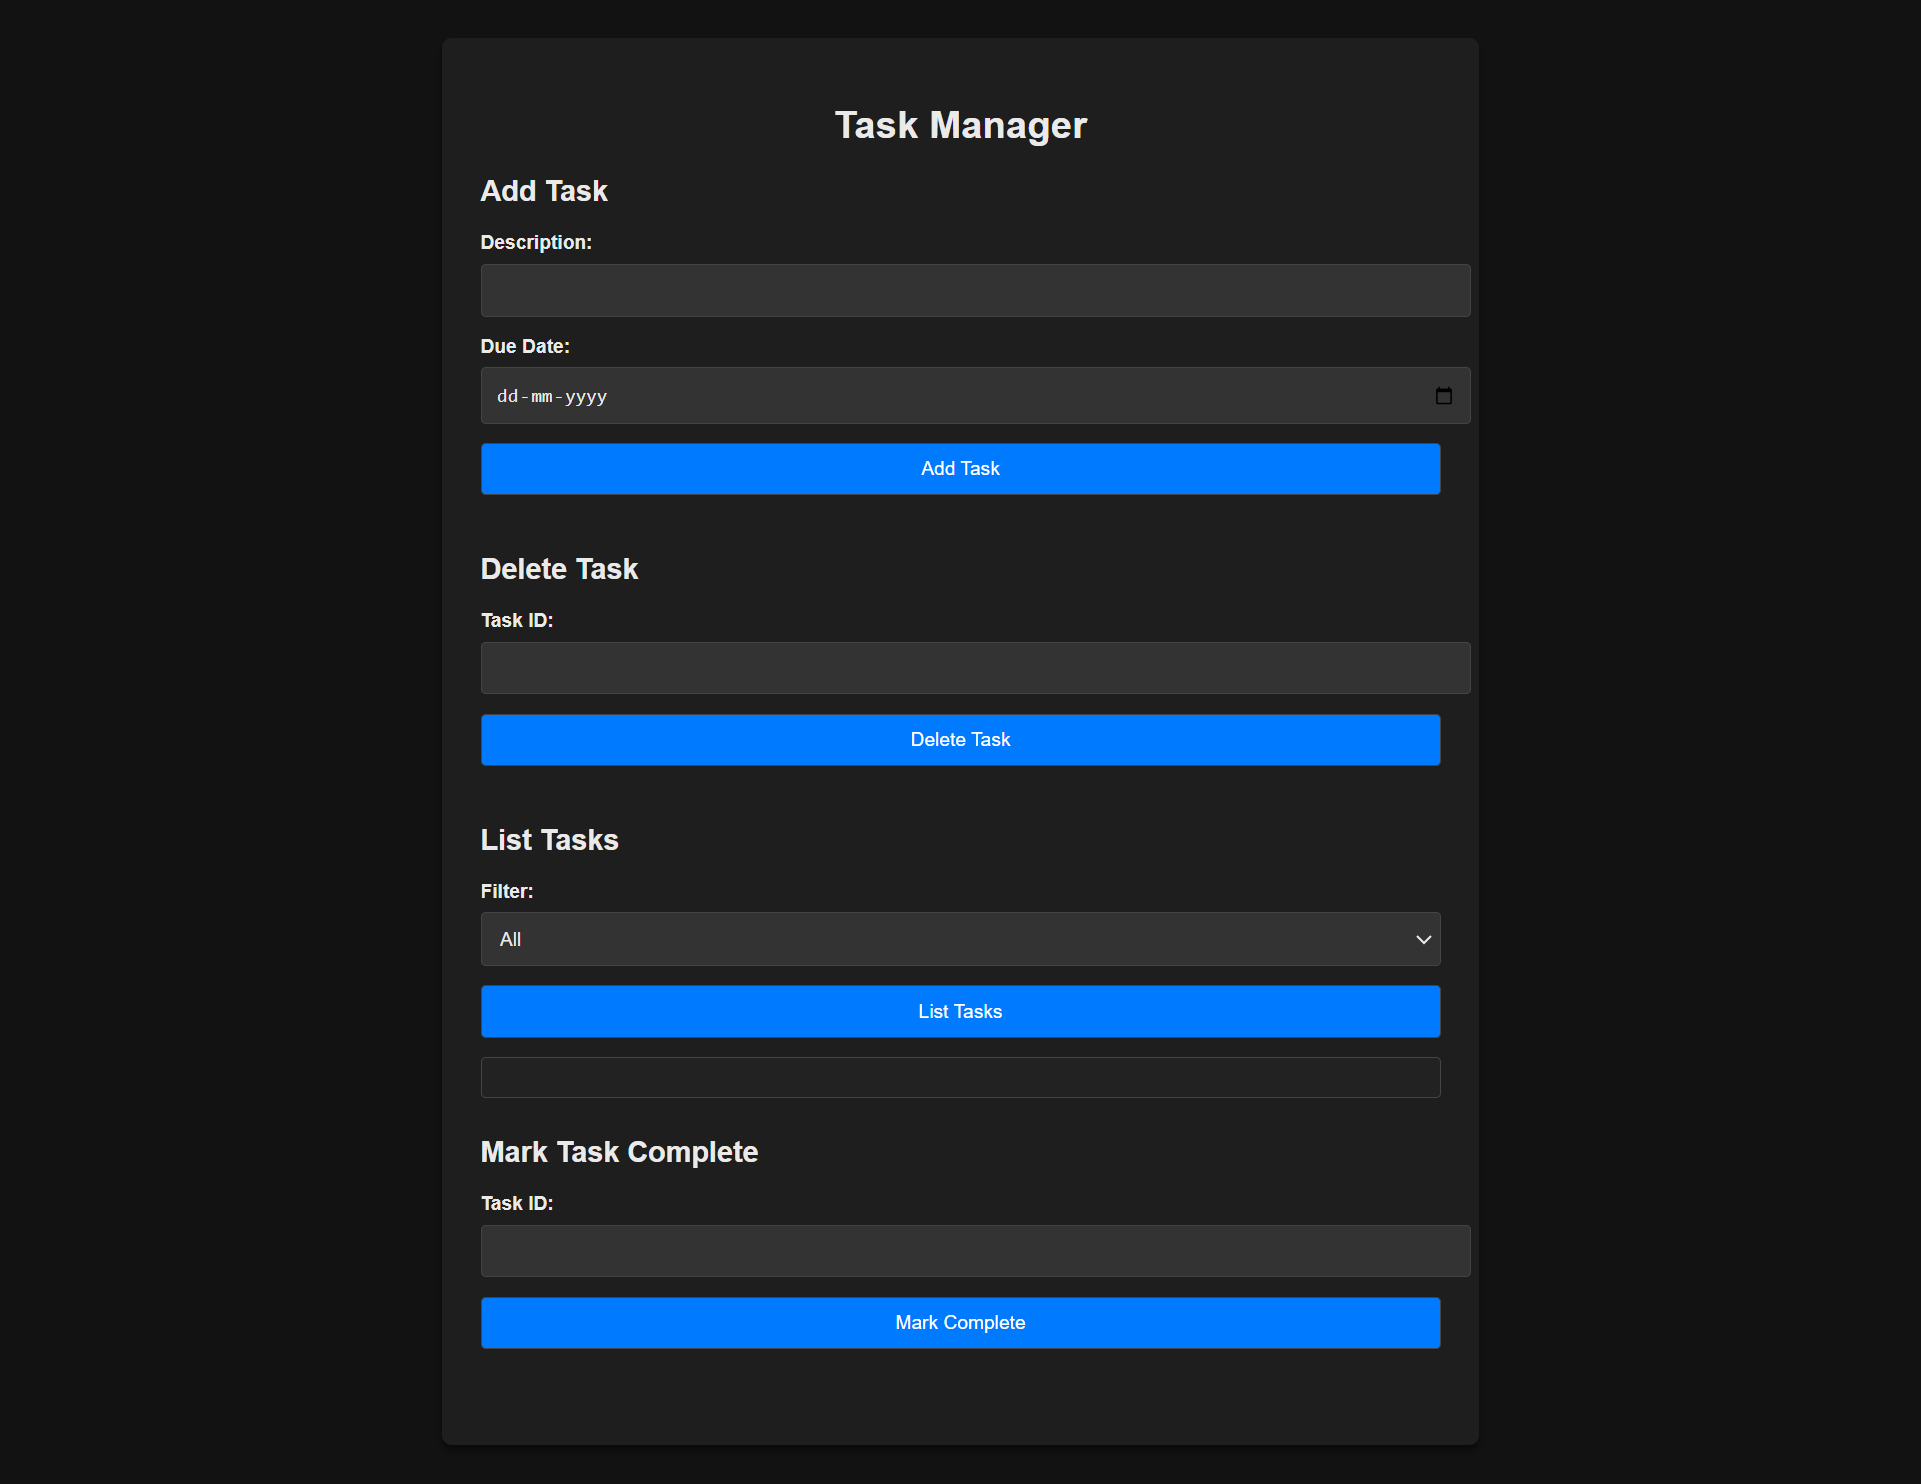 Task Manager
Add Task
Description:
Due Date:
dd-mm-yyyy
Add Task
Delete Task
Task ID:
Delete Task
List Tasks
Filter:
All
List Tasks
Mark Task Complete
Task ID:
Mark Complete